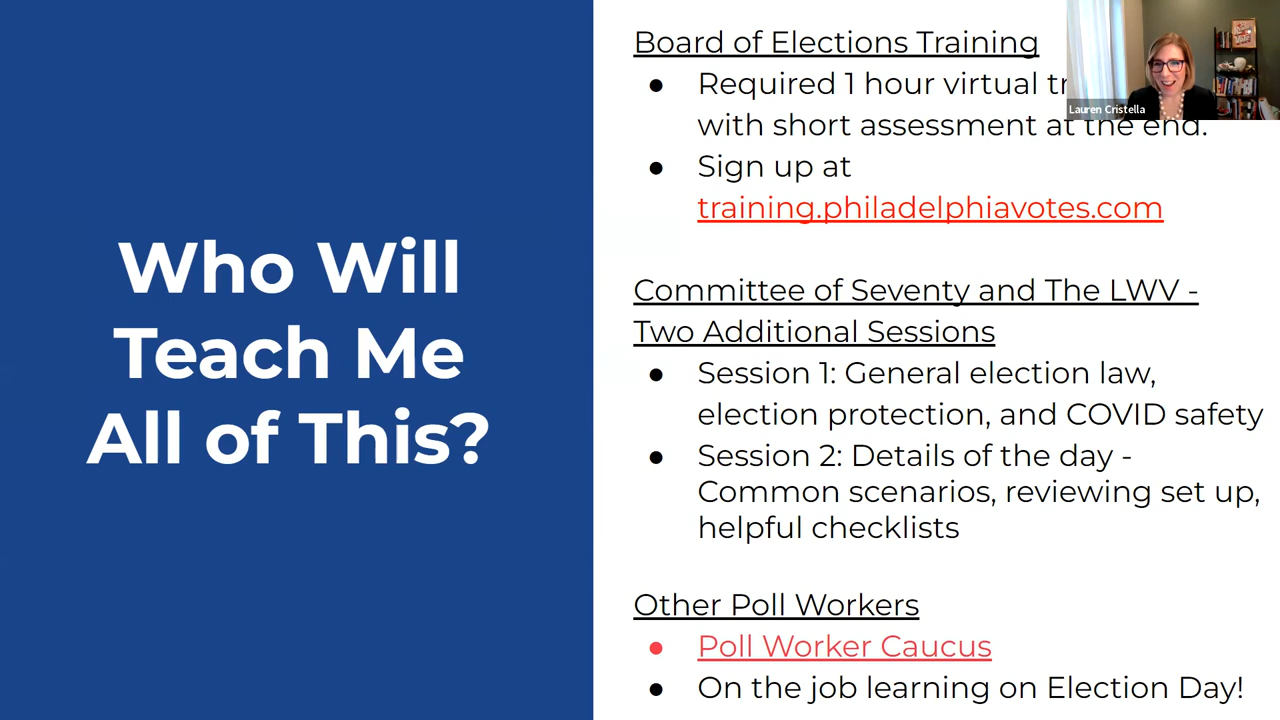 Who Will
Teach Me
All of This?
Board of Elections Training
● Required 1 hour virtual
with short assessment at the end.
● Sign up at
training.philadelphiavotes.com
Committee of Seventy and The LWV -
Two Additional Sessions
● Session 1: General election law,
election protection, and COVID safety
● Session 2: Details of the day -
Common scenarios, reviewing set up,
helpful checklists
Other Poll Workers
● Poll Worker Caucus
● On the job learning on Election Day!
Lauren Cristella